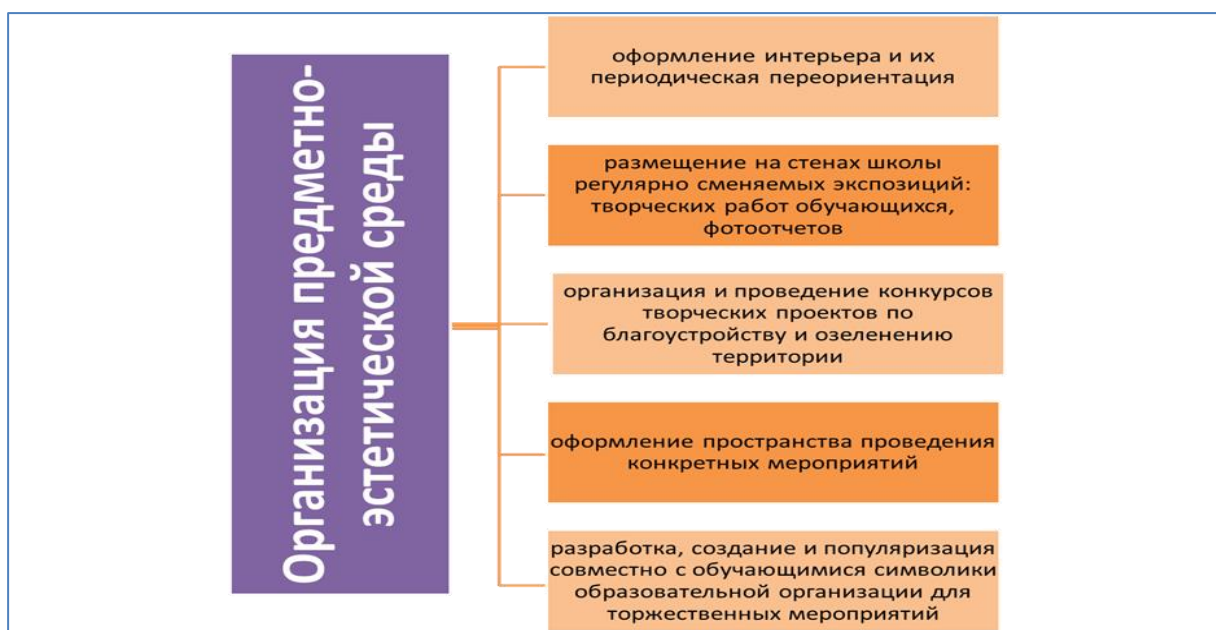 Организация предметно-
эстетической среды
оформление интерьера и их
периодическая переориентация
размещение на стенах школы
регулярно сменяемых экспозиций:
творческих работ обучающихся,
фотоотчетов
организация и проведение конкурсов
творческих проектов по
благоустройству и озеленению
территории
оформление пространства проведения
конкретных мероприятий
разработка, создание и популяризация
совместно с обучающимися символики
образовательной организации для
торжественных мероприятий